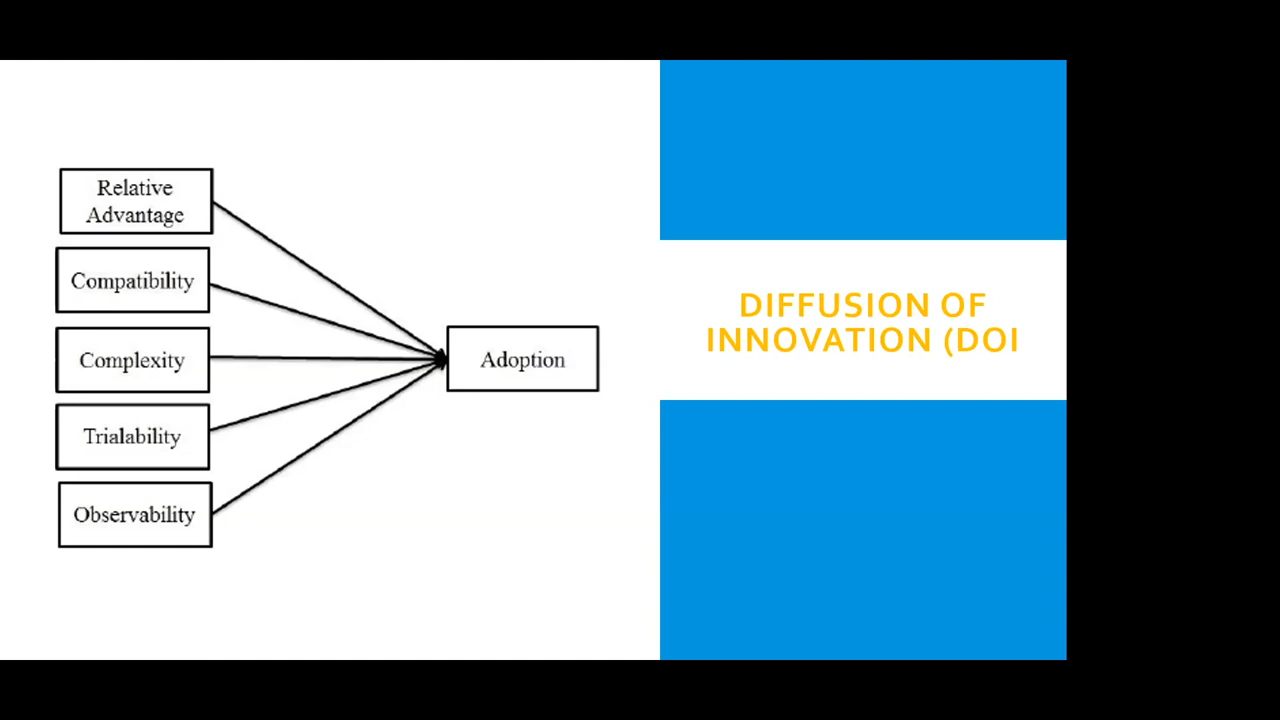 Relative
Advantage
Compatibility
Complexity
Trialability
Observability
Adoption
DIFFUSION OF
INNOVATION (DOI